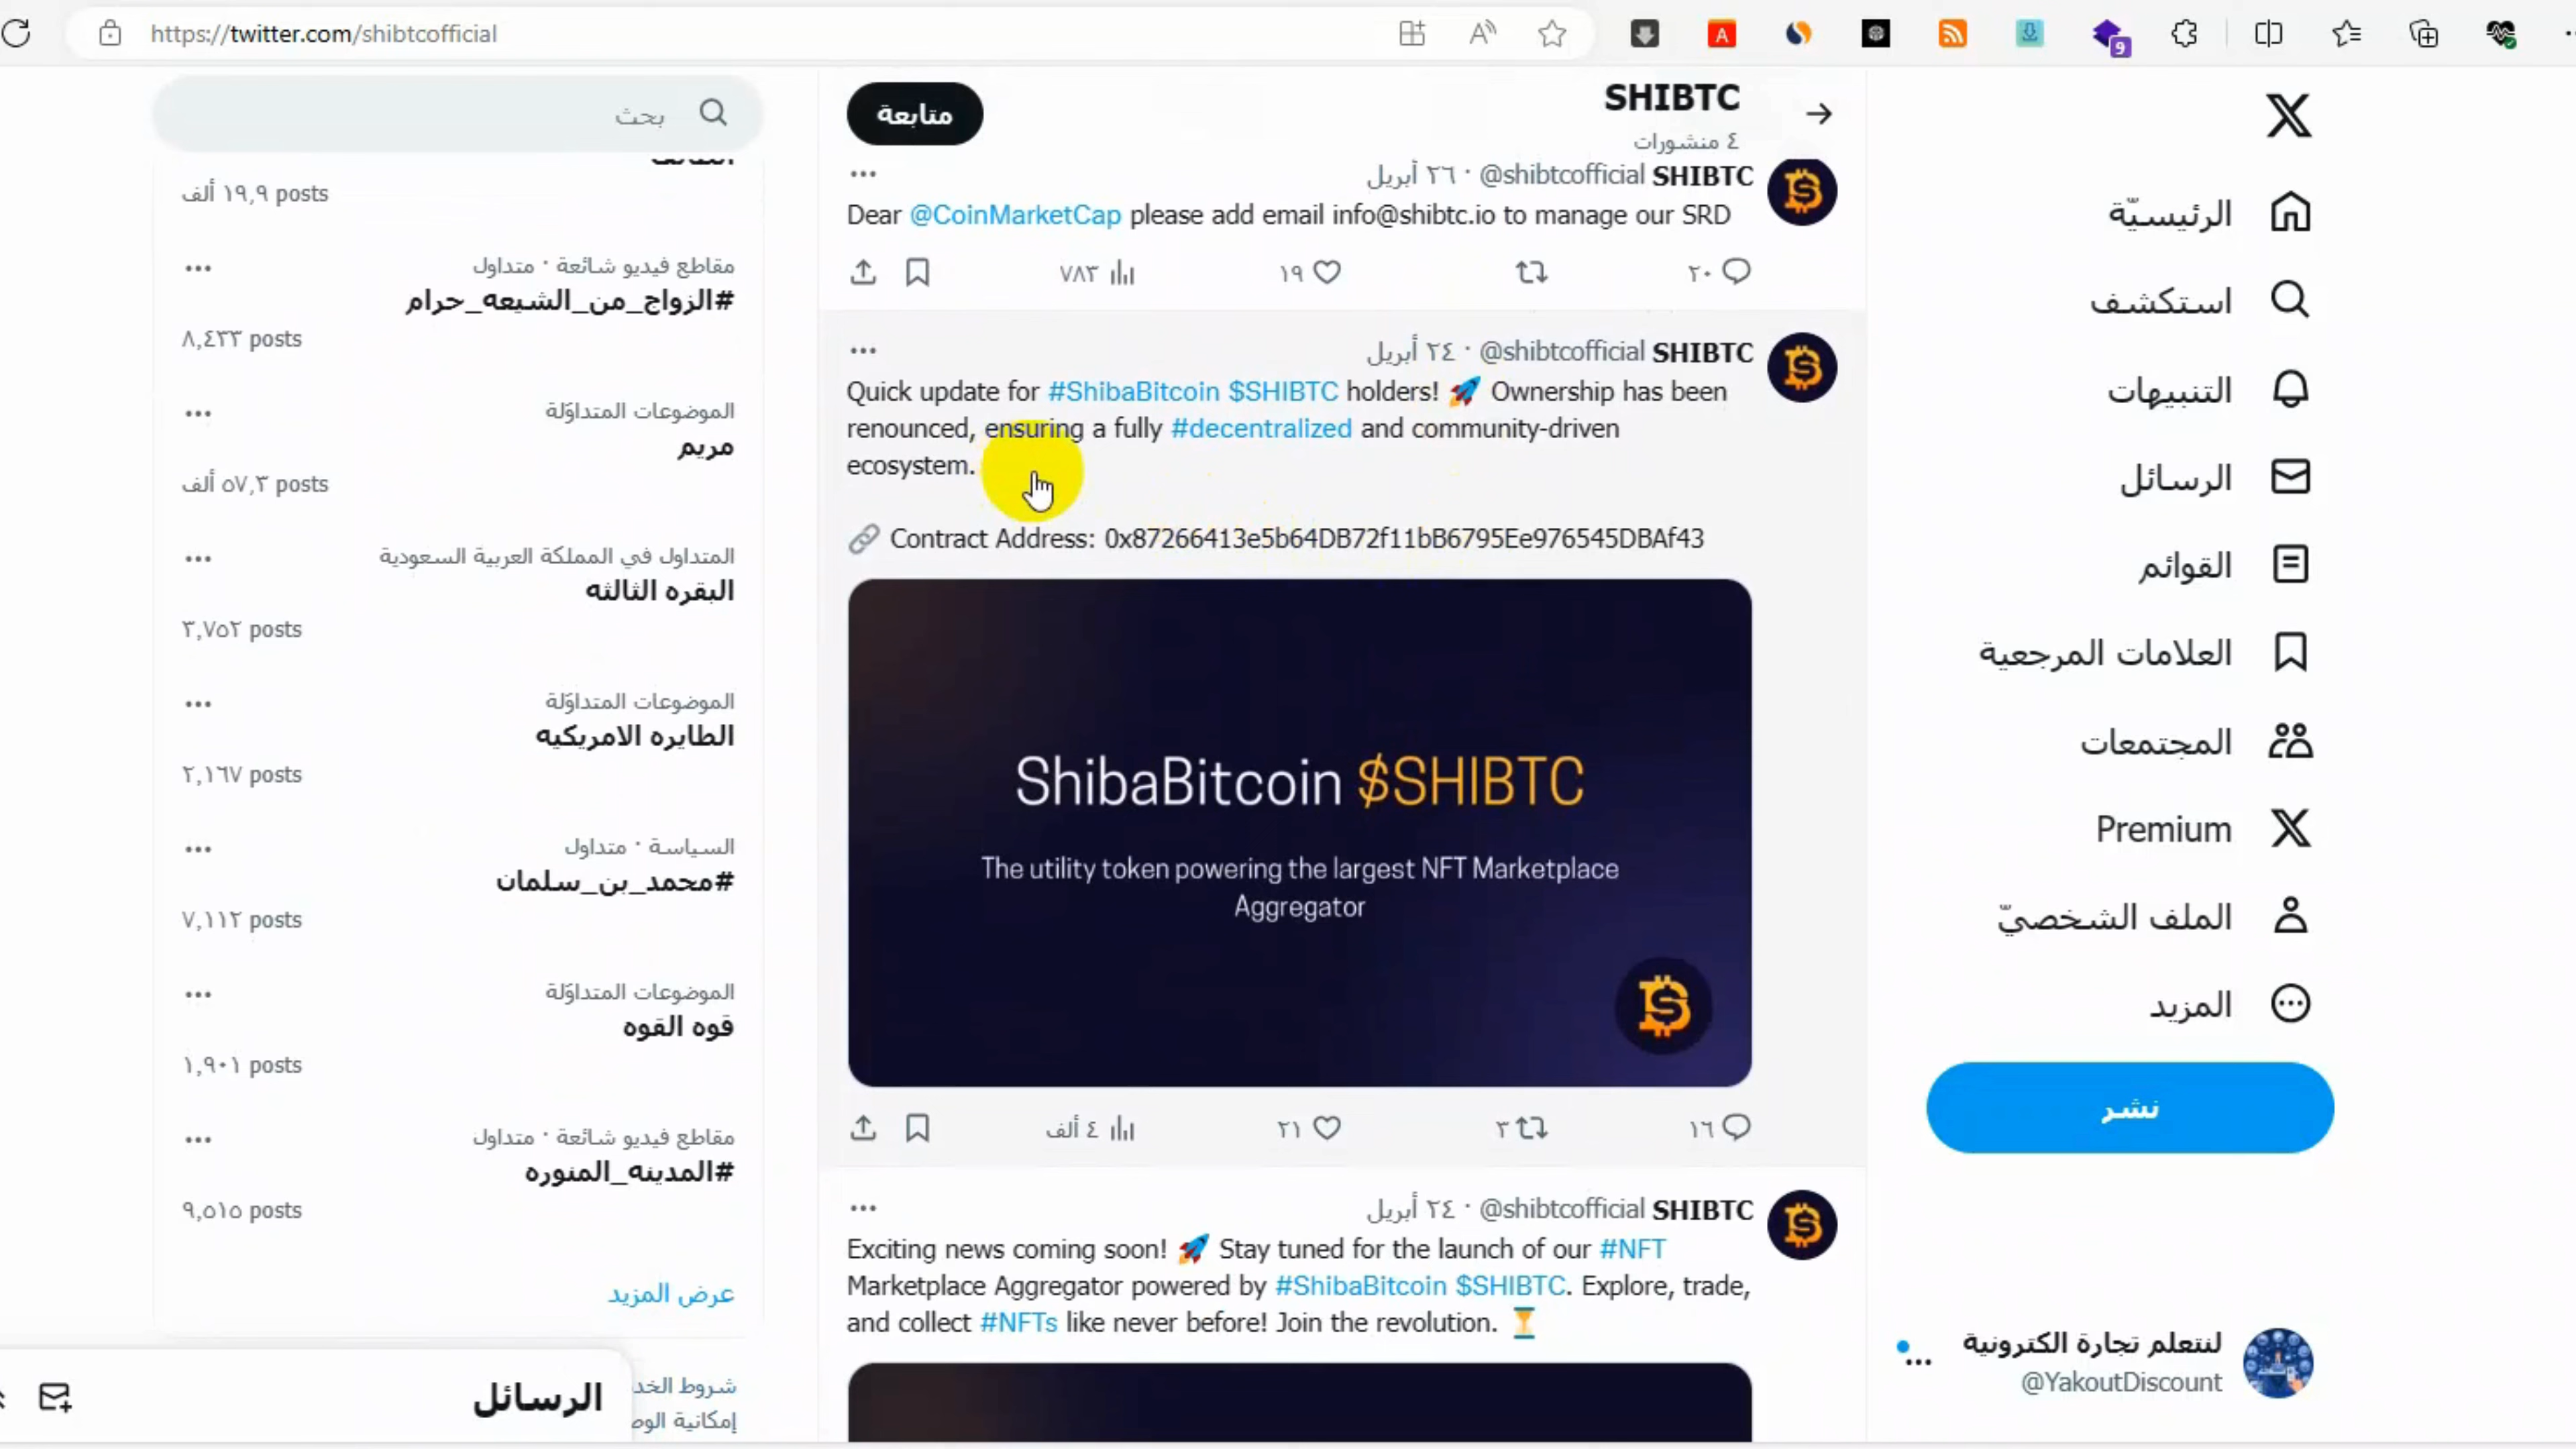 https://twitter.com/shibtcofficial
A
9
بحث
١٩,٩ ألف posts
مقاطع فيديو شائعة · متداول
#الزواج_من_الشيعه_حرام
٨,٤٣٣ posts
الموضوعات المتداوَلة
مريم
٥٧,٣ ألف posts
المتداول في المملكة العربية السعودية
البقره الثالثه
٣,٧٥٢ posts
الموضوعات المتداوَلة
الطايره الامريكيه
٢,١٦٧ posts
السياسة · متداول
#محمد_بن_سلمان
٧,١١٢ posts
الموضوعات المتداوَلة
قوه القوه
١,٩٠١ posts
مقاطع فيديو شائعة · متداول
#المدينه_المنوره
٩,٥١٥ posts
عرض المزيد
شروط الخد
إمكانية الوص
الرسائل
متابعة
SHIBTC
٤ منشورات
SHIBTC @shibtcofficial · ٢٦ أبريل
Dear @CoinMarketCap please add email info@shibtc.io to manage our SRD
٢٠
١٩
٧٨٣
SHIBTC @shibtcofficial · ٢٤ أبريل
Quick update for #ShibaBitcoin $SHIBTC holders! 🚀 Ownership has been
renounced, ensuring a fully #decentralized and community-driven
ecosystem.
🔗 Contract Address: 0x87266413e5b64DB72f11bB6795Ee976545DBAf43
ShibaBitcoin $SHIBTC
The utility token powering the largest NFT Marketplace
Aggregator
١٦
٣
٢١
٤ ألف
SHIBTC @shibtcofficial · ٢٤ أبريل
Exciting news coming soon! 🚀 Stay tuned for the launch of our #NFT
Marketplace Aggregator powered by #ShibaBitcoin $SHIBTC. Explore, trade,
and collect #NFTs like never before! Join the revolution. ⏳
الرئيسيّة
استكشف
التنبيهات
الرسائل
القوائم
العلامات المرجعية
المجتمعات
Premium
الملف الشخصيّ
المزيد
نشر
لنتعلم تجارة الكترونية
@YakoutDiscount